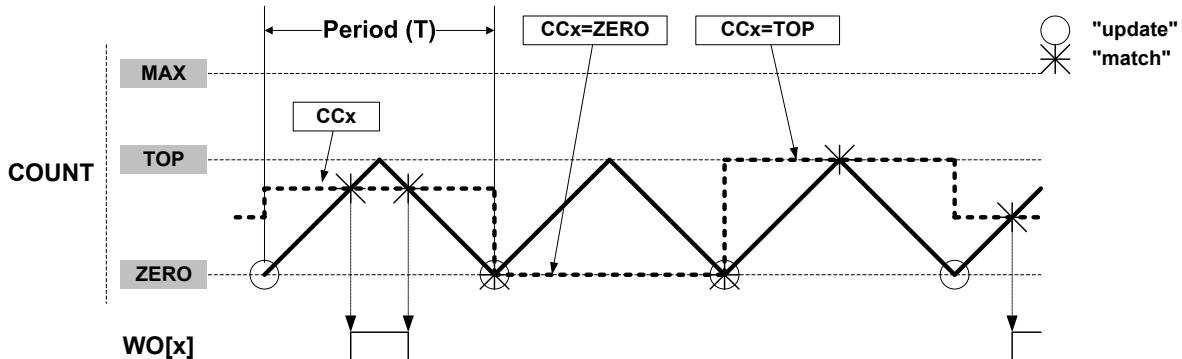 Period (T)
CCx=ZERO
CCx=TOP
"update"
"match"
MAX
CCx
TOP
COUNT
ZERO
WO[x]